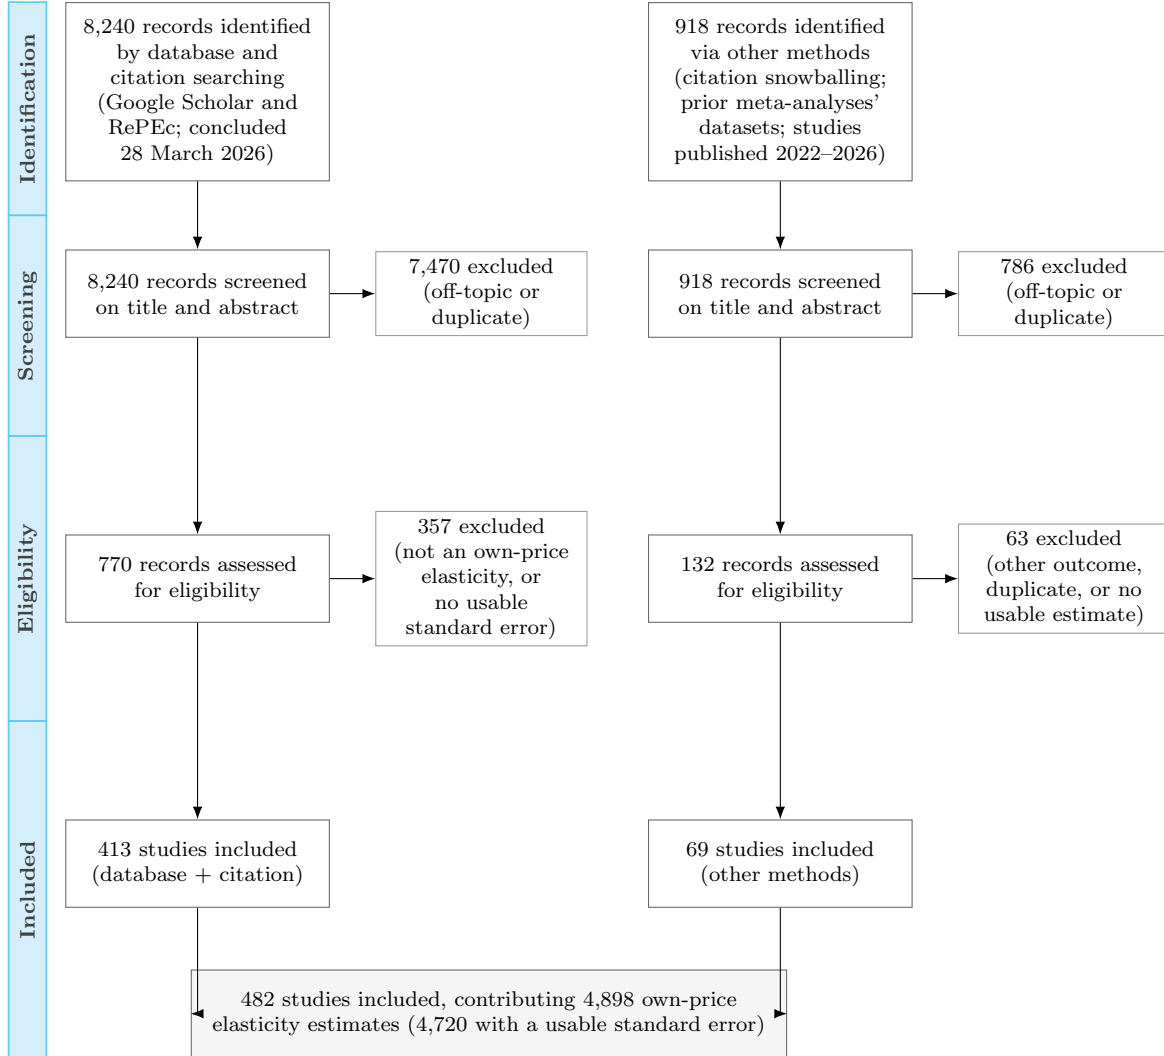 Identification
8,240 records identified
by database and
citation searching
(Google Scholar and
RePEc; concluded
28 March 2026)
918 records identified
via other methods
(citation snowballing;
prior meta-analyses’
datasets; studies
published 2022–2026)
Screening
8,240 records screened
on title and abstract
7,470 excluded
(off-topic or
duplicate)
918 records screened
on title and abstract
786 excluded
(off-topic or
duplicate)
Eligibility
770 records assessed
for eligibility
357 excluded
(not an own-price
elasticity, or
no usable
standard error)
132 records assessed
for eligibility
63 excluded
(other outcome,
duplicate, or no
usable estimate)
Included
413 studies included
(database + citation)
69 studies included
(other methods)
482 studies included, contributing 4,898 own-price
elasticity estimates (4,720 with a usable standard error)